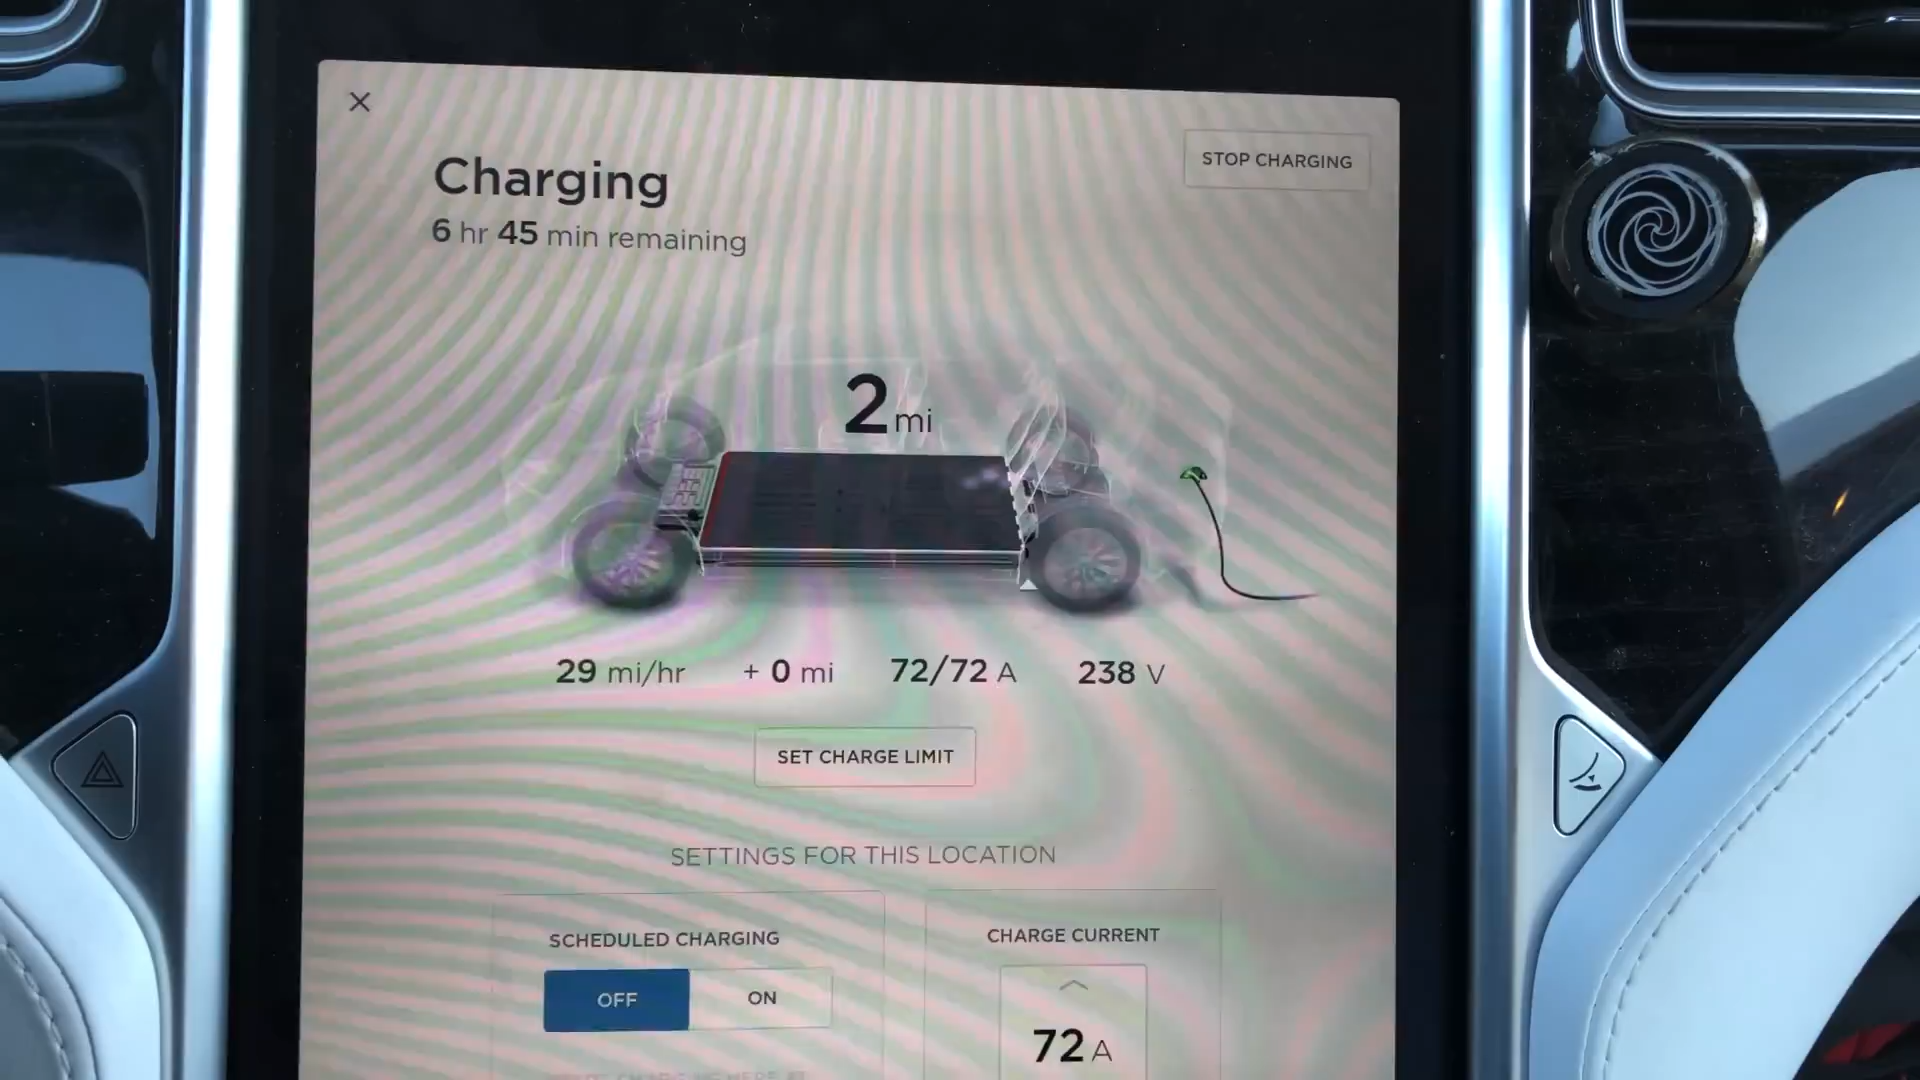 Charging
STOP CHARGING
6 hr 45 min remaining
2 mi
29 mi/hr + 0 mi 72/72 A 238 V
SET CHARGE LIMIT
SETTINGS FOR THIS LOCATION
SCHEDULED CHARGING
CHARGE CURRENT
OFF ON
72 A